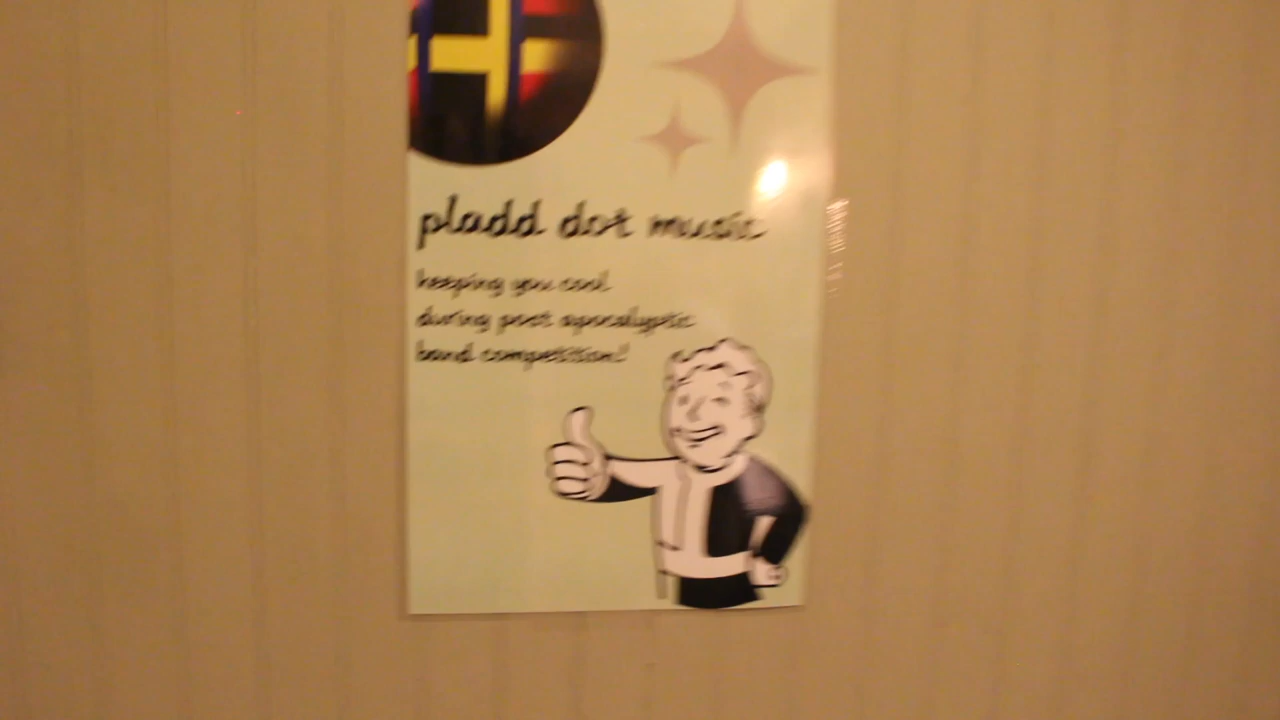 pladd dot music
keeping you cool
during post apocalyptic
band competition!